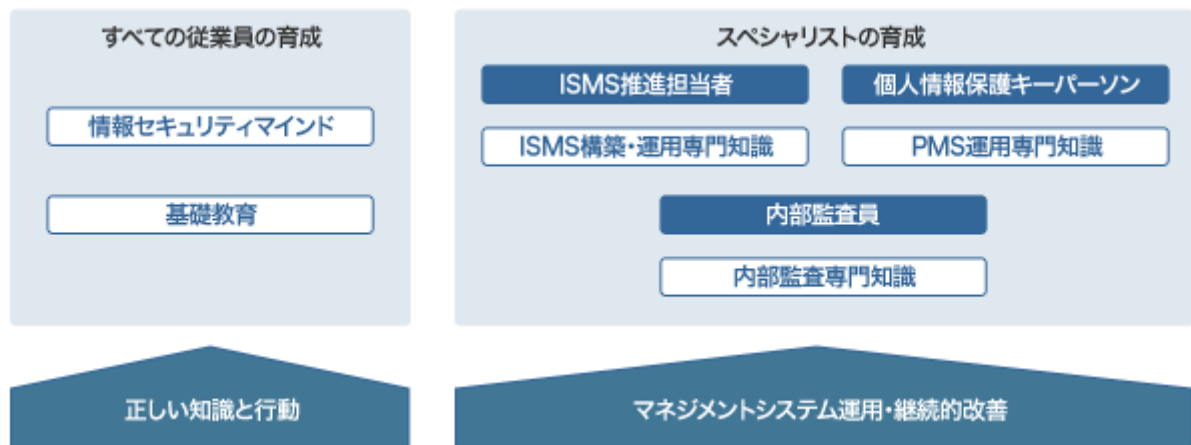 すべての従業員の育成
情報セキュリティマインド
基礎教育
正しい知識と行動
スペシャリストの育成
ISMS推進担当者
個人情報保護キーパーソン
ISMS構築・運用専門知識
PMS運用専門知識
内部監査員
内部監査専門知識
マネジメントシステム運用・継続的改善